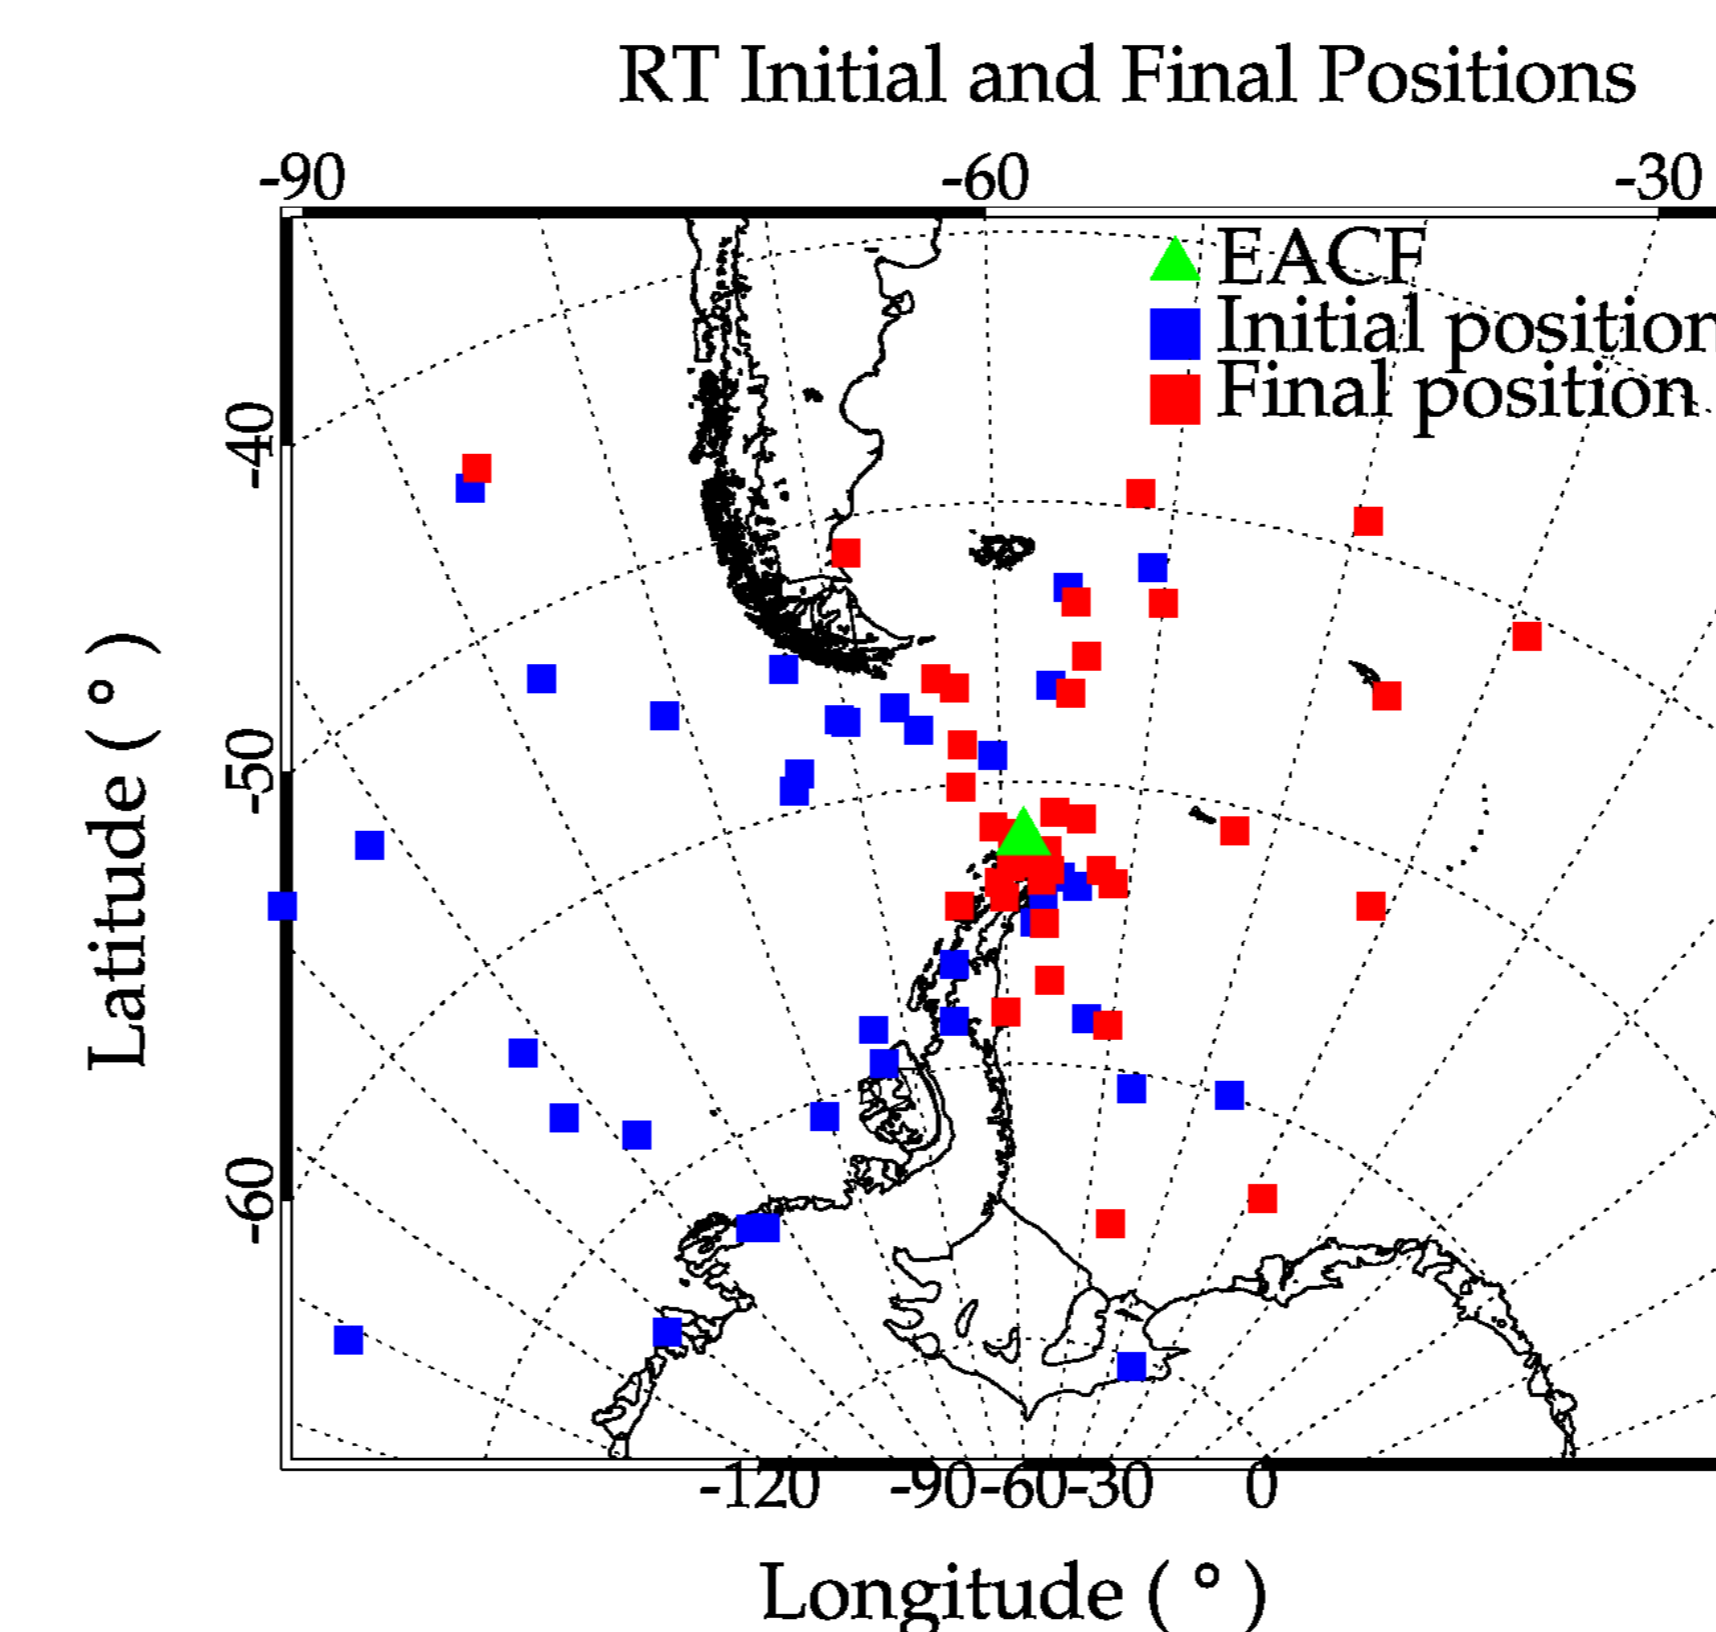 RT Initial and Final Positions
-90 -60 -30
EACF
Initial position
Final position
-40
-50
-60
Latitude ( ° )
-120 -90 -60 -30 0
Longitude ( ° )